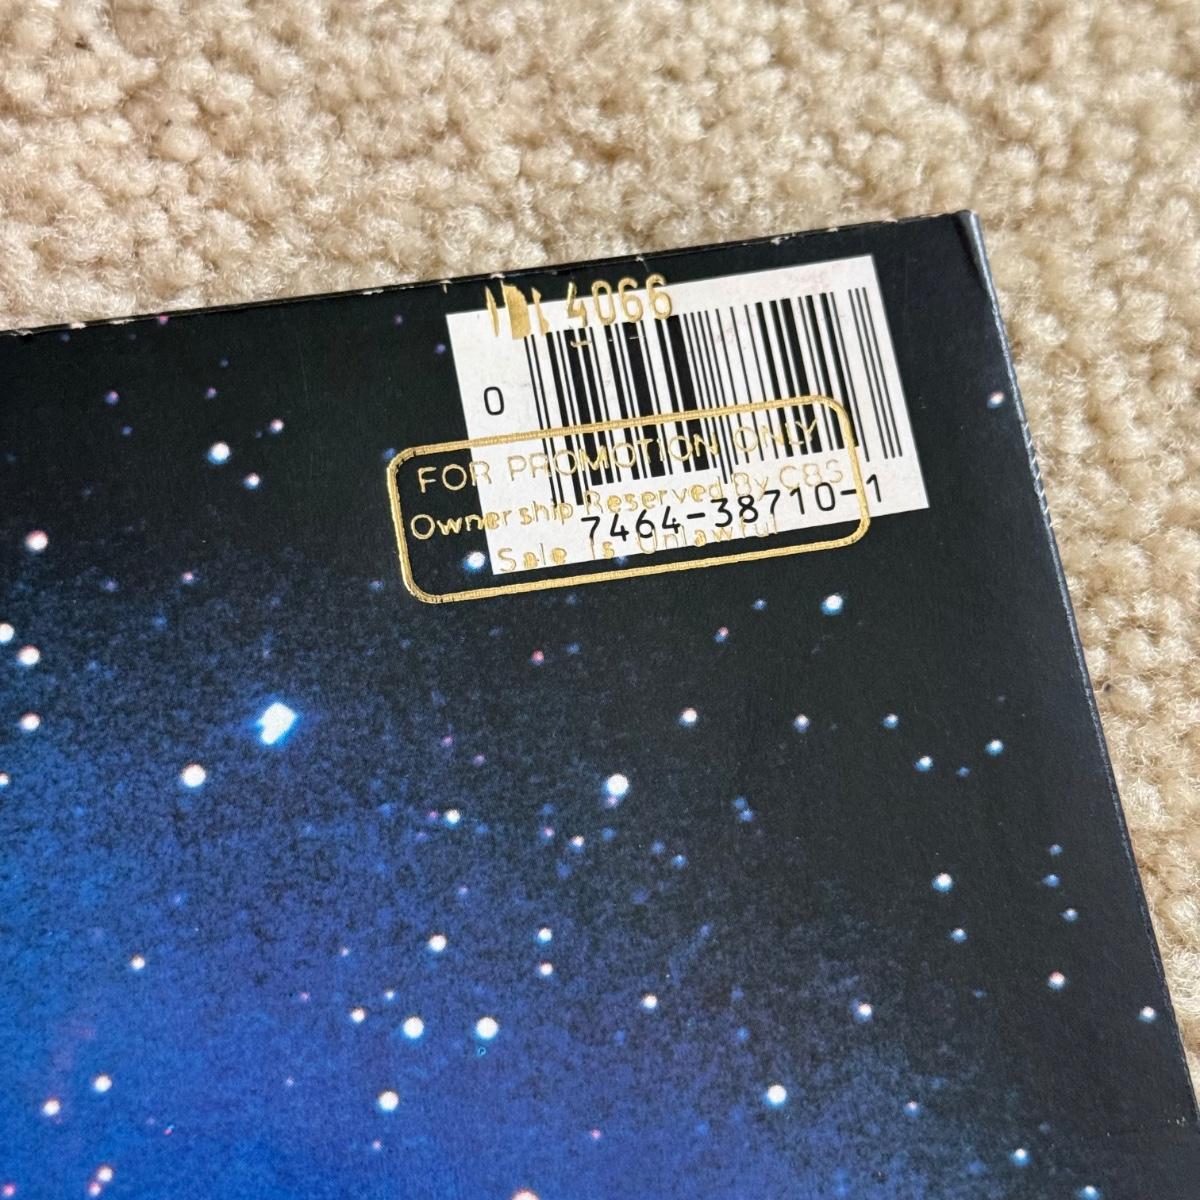 4066
0
FOR PROMOTION ONLY
Ownership Reserved By CBS
7464-38710-1
Sale Is Unlawful